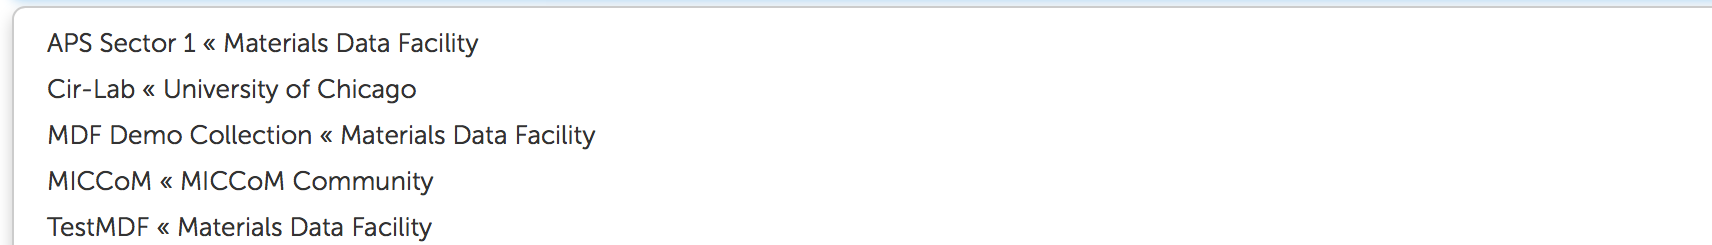 APS Sector 1 « Materials Data Facility
Cir-Lab « University of Chicago
MDF Demo Collection « Materials Data Facility
MICCoM « MICCoM Community
TestMDF « Materials Data Facility